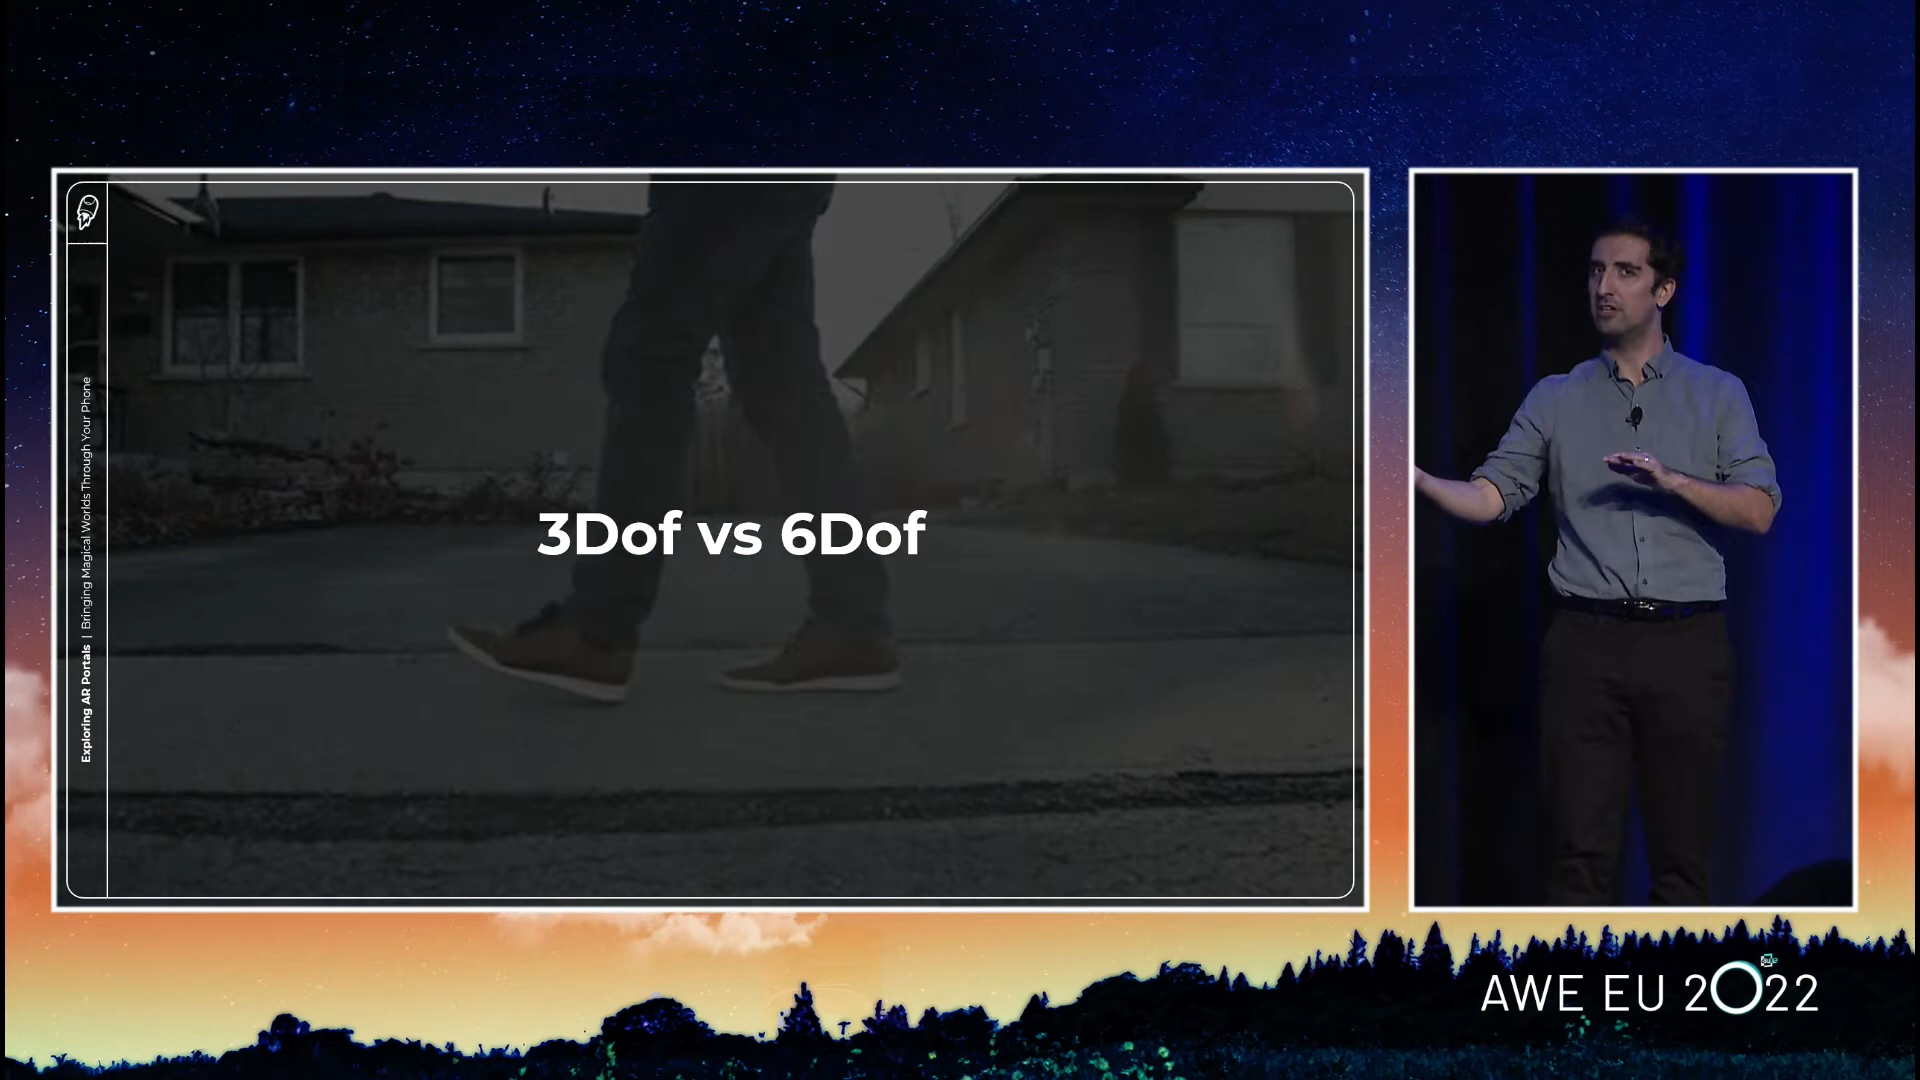 Exploring AR Portals | Bringing Magical Worlds Through Your Phone
3Dof vs 6Dof
AWE EU 2022